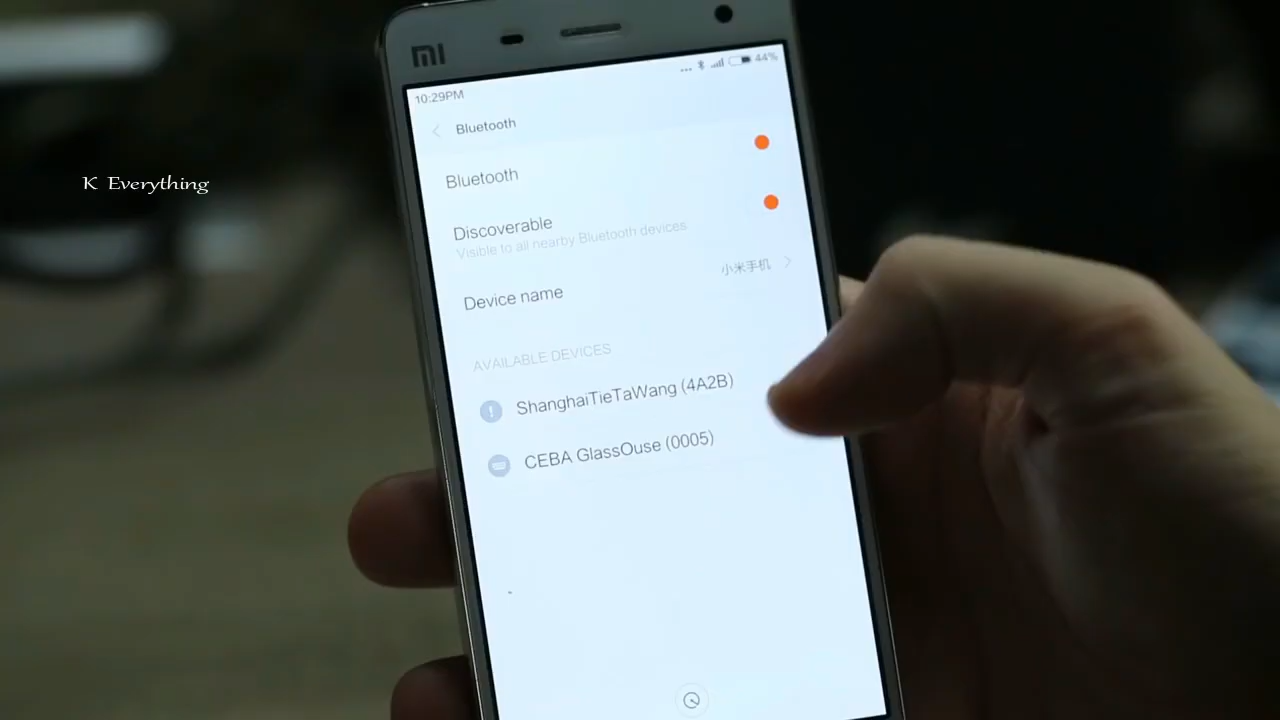 MI
44%
10:29PM
Bluetooth
Bluetooth
K Everything
Discoverable
Visible to all nearby Bluetooth devices
小米手机
Device name
AVAILABLE DEVICES
ShanghaiTieTaWang (4A2B)
CEBA GlassOuse (0005)